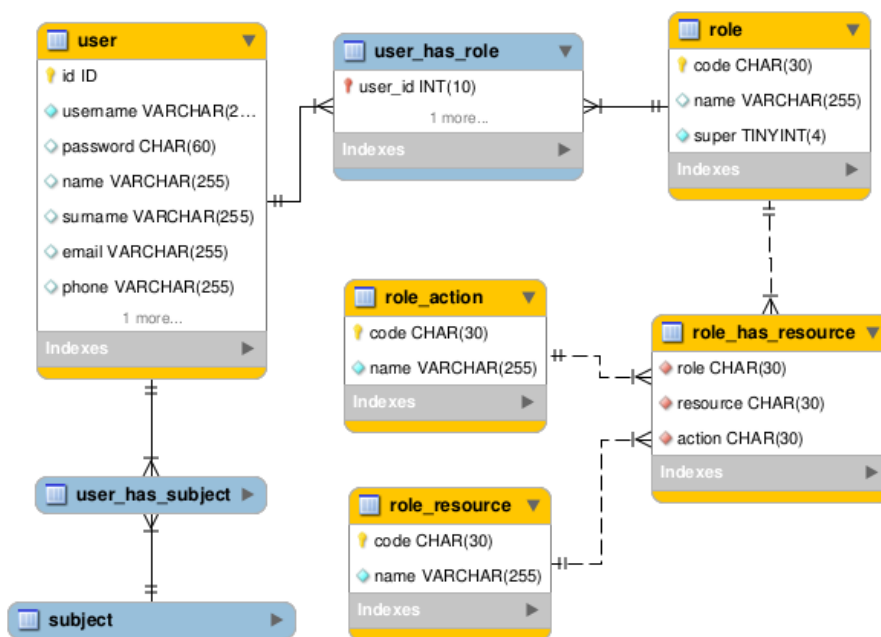 user
id ID
username VARCHAR(2...
password CHAR(60)
name VARCHAR(255)
surname VARCHAR(255)
email VARCHAR(255)
phone VARCHAR(255)
1 more...
Indexes
user_has_role
user_id INT(10)
1 more...
Indexes
role
code CHAR(30)
name VARCHAR(255)
super TINYINT(4)
Indexes
role_action
code CHAR(30)
name VARCHAR(255)
Indexes
role_has_resource
role CHAR(30)
resource CHAR(30)
action CHAR(30)
Indexes
user_has_subject
role_resource
code CHAR(30)
name VARCHAR(255)
Indexes
subject